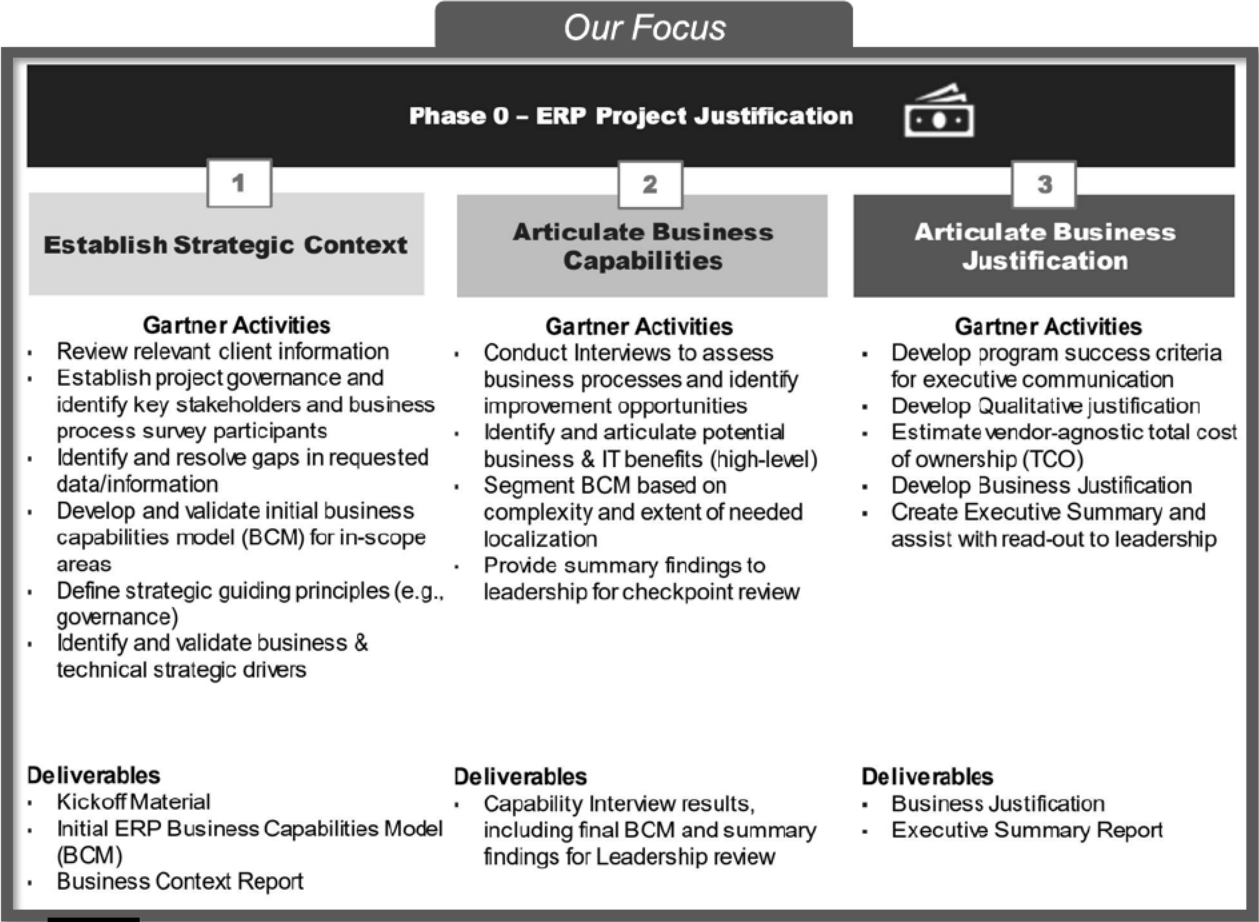 Our Focus
Phase 0 – ERP Project Justification
1
Establish Strategic Context
Gartner Activities
▪ Review relevant client information
▪ Establish project governance and
identify key stakeholders and business
process survey participants
▪ Identify and resolve gaps in requested
data/information
▪ Develop and validate initial business
capabilities model (BCM) for in-scope
areas
▪ Define strategic guiding principles (e.g.,
governance)
▪ Identify and validate business &
technical strategic drivers
Deliverables
▪ Kickoff Material
▪ Initial ERP Business Capabilities Model
(BCM)
▪ Business Context Report
2
Articulate Business
Capabilities
Gartner Activities
▪ Conduct Interviews to assess
business processes and identify
improvement opportunities
▪ Identify and articulate potential
business & IT benefits (high-level)
▪ Segment BCM based on
complexity and extent of needed
localization
▪ Provide summary findings to
leadership for checkpoint review
Deliverables
▪ Capability Interview results,
including final BCM and summary
findings for Leadership review
3
Articulate Business
Justification
Gartner Activities
▪ Develop program success criteria
for executive communication
▪ Develop Qualitative justification
▪ Estimate vendor-agnostic total cost
of ownership (TCO)
▪ Develop Business Justification
▪ Create Executive Summary and
assist with read-out to leadership
Deliverables
▪ Business Justification
▪ Executive Summary Report